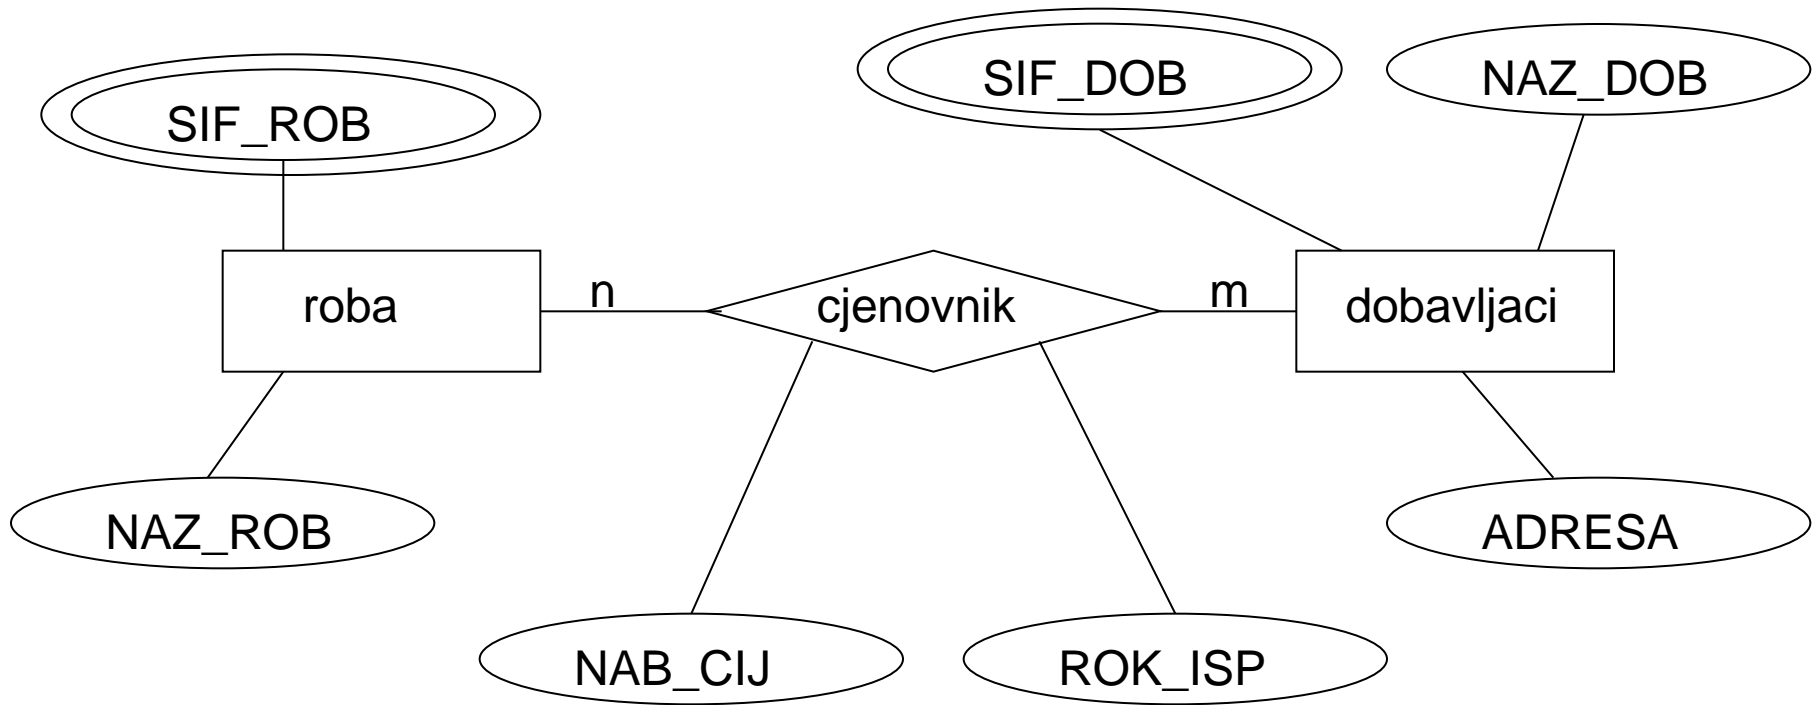 SIF_DOB
NAZ_DOB
SIF_ROB
roba
n
cjenovnik
m
dobavljaci
NAZ_ROB
ADRESA
NAB_CIJ
ROK_ISP